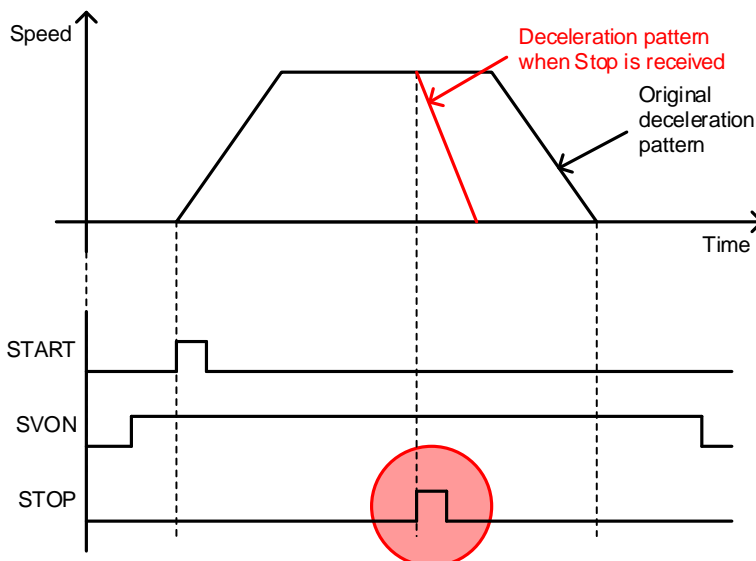 Speed
Deceleration pattern
when Stop is received
Original
deceleration
pattern
Time
START
SVON
STOP